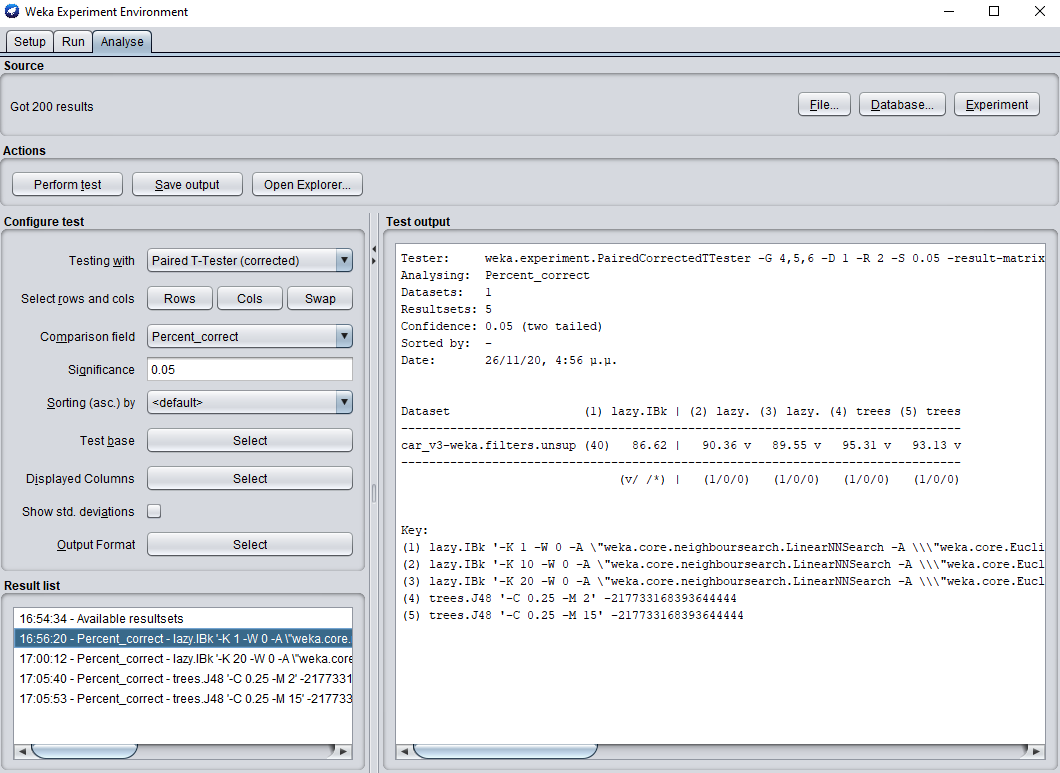 Weka Experiment Environment
Setup Run Analyse
Source
Got 200 results
File... Database... Experiment
Actions
Perform test Save output Open Explorer...
Configure test
Testing with Paired T-Tester (corrected)
Select rows and cols Rows Cols Swap
Comparison field Percent_correct
Significance 0.05
Sorting (asc.) by <default>
Test base Select
Displayed Columns Select
Show std. deviations
Output Format Select
Result list
16:54:34 - Available resultsets
16:56:20 - Percent_correct - lazy.IBk '-K 1 -W 0 -A \"weka.core.
17:00:12 - Percent_correct - lazy.IBk '-K 20 -W 0 -A \"weka.core
17:05:40 - Percent_correct - trees.J48 '-C 0.25 -M 2' -2177331
17:05:53 - Percent_correct - trees.J48 '-C 0.25 -M 15' -217733
Test output
Tester: weka.experiment.PairedCorrectedTTester -G 4,5,6 -D 1 -R 2 -S 0.05 -result-matrix
Analysing: Percent_correct
Datasets: 1
Resultsets: 5
Confidence: 0.05 (two tailed)
Sorted by: -
Date: 26/11/20, 4:56 μ.μ.
Dataset (1) lazy.IBk | (2) lazy. (3) lazy. (4) trees (5) trees
--------------------------------------------------------------------------
car_v3-weka.filters.unsup (40) 86.62 | 90.36 v 89.55 v 95.31 v 93.13 v
--------------------------------------------------------------------------
(v/ /*) | (1/0/0) (1/0/0) (1/0/0) (1/0/0)
Key:
(1) lazy.IBk '-K 1 -W 0 -A \"weka.core.neighboursearch.LinearNNSearch -A \\\"weka.core.Eucli
(2) lazy.IBk '-K 10 -W 0 -A \"weka.core.neighboursearch.LinearNNSearch -A \\\"weka.core.Eucl
(3) lazy.IBk '-K 20 -W 0 -A \"weka.core.neighboursearch.LinearNNSearch -A \\\"weka.core.Eucl
(4) trees.J48 '-C 0.25 -M 2' -217733168393644444
(5) trees.J48 '-C 0.25 -M 15' -217733168393644444